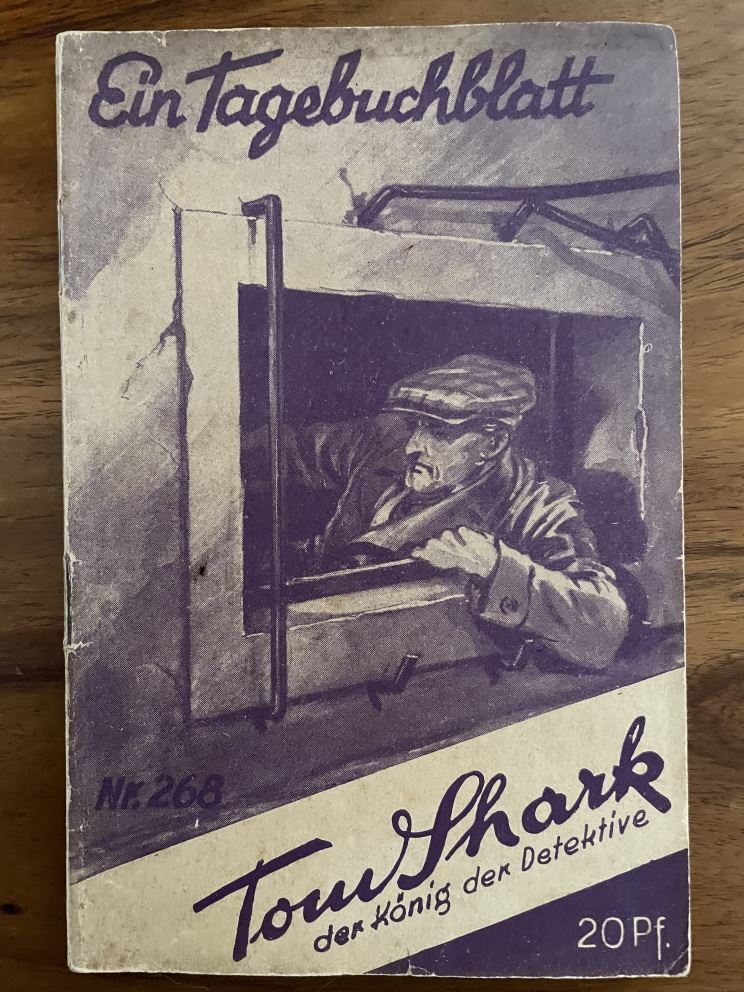 Ein Tagebuchblatt
Nr. 268
Tom Shark
der König der Detektive
20 Pf.